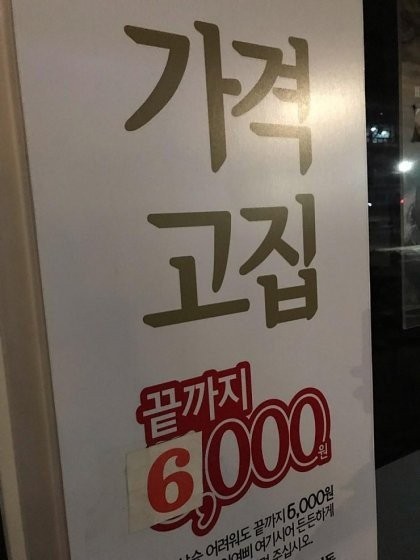 가격
고집
끝까지
6,000원
어려워도 끝까지 6,000원
여기시어 든든하게
주십시오.